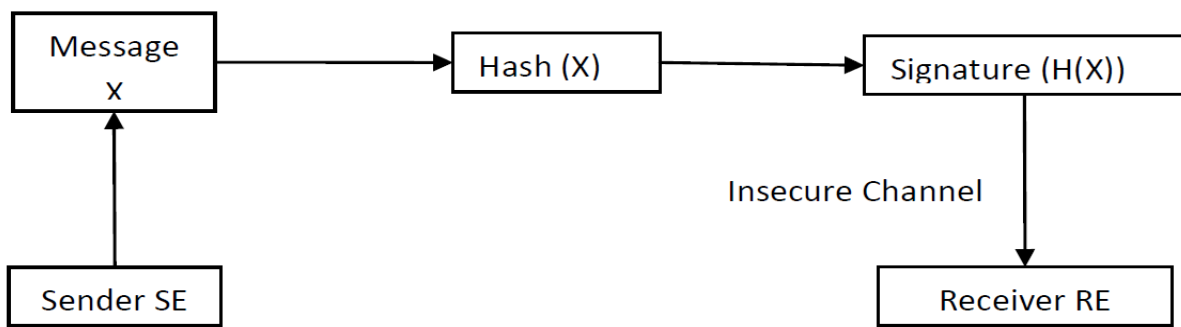 Message
X
Hash (X)
Signature (H(X))
Insecure Channel
Sender SE
Receiver RE